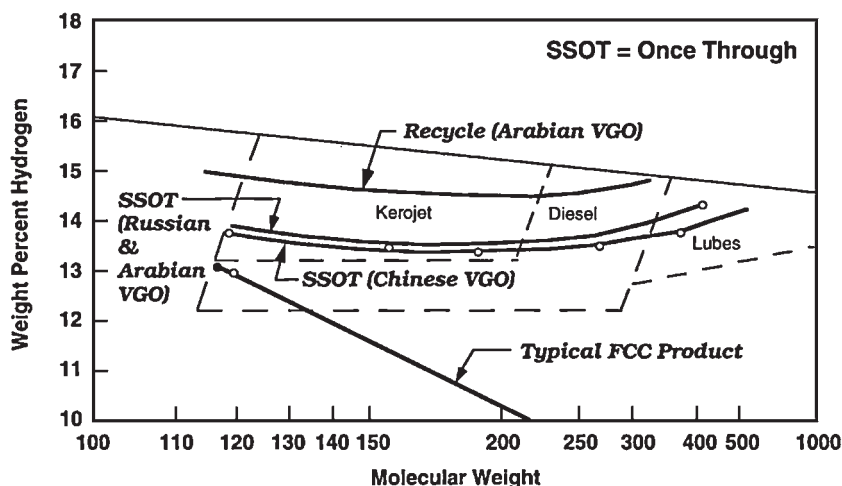 18
17
16
15
14
13
12
11
10
Weight Percent Hydrogen
SSOT = Once Through
Recycle (Arabian VGO)
SSOT
(Russian
&
Arabian
VGO)
Kerojet
Diesel
Lubes
SSOT (Chinese VGO)
Typical FCC Product
100 110 120 130 140 150 200 250 300 400 500 1000
Molecular Weight